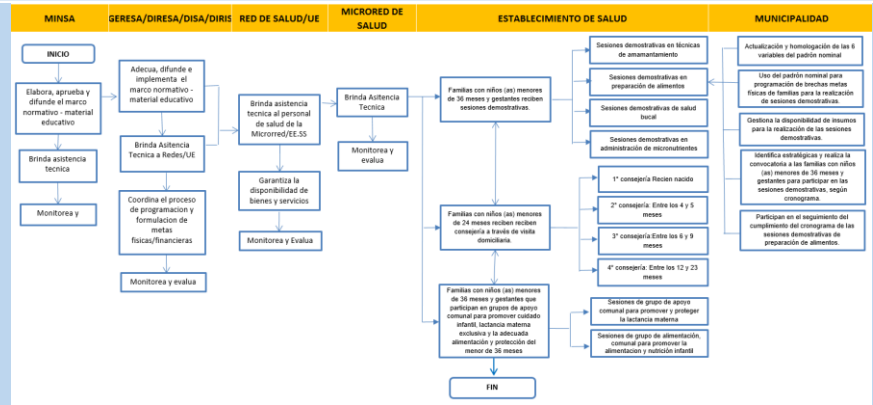 MINSA
GERESA/DIRESA/DISA/DIRIS
RED DE SALUD/UE
MICRORED DE
SALUD
ESTABLECIMIENTO DE SALUD
MUNICIPALIDAD
INICIO
Elabora, aprueba y
difunde el marco
normativo - material
educativo
Brinda asistencia
tecnica
Monitorea y
Adecua, difunde e
implementa el
marco normativo -
material educativo
Brinda Asitencia
Tecnica a Redes/UE
Coordina el proceso
de programacion y
formulacion de
metas
fisicas/financieras
Monitorea y evalua
Brinda asistencia
tecnica al personal
de salud de la
Microrred/EE.SS
Garantiza la
disponibilidad de
bienes y servicios
Monitorea y Evalua
Brinda Asitencia
Tecnica
Monitorea y
evalua
Familias con niños (as) menores
de 36 meses y gestantes reciben
sesiones demostrativas.
Familias con niños (as) menores
de 24 meses reciben reciben
consejería a través de visita
domiciliaria.
Familias con niños (as) menores
de 36 meses y gestantes que
participan en grupos de apoyo
comunal para promover cuidado
infantil, lactancia materna
exclusiva y la adecuada
alimentación y protección del
menor de 36 meses
FIN
Sesiones demostrativas en técnicas
de amamantamiento
Sesiones demostrativas en
preparación de alimentos
Sesiones demostrativas de salud
bucal
Sesiones demostrativas en
administración de micronutrientes
1° consejería Recien nacido
2° consejería: Entre los 4 y 5
meses
3° consejería:Entre los 6 y 9
meses
4° consejería: Entre los 12 y 23
meses
Sesiones de grupo de apoyo
comunal para promover y proteger
la lactancia materna
Sesiones de grupo de alimentación,
comunal para promover la
alimentacion y nutrición infantil
Actualización y homologación de las 6
variables del padrón nominal
Uso del padrón nominal para
programación de brechas metas
físicas de familias para la realización
de sesiones demostrativas.
Gestiona la disponibilidad de insumos
para la realización de las sesiones
demostrativas.
Identifica estratégicas y realiza la
convocatoria a las familias con niños
(as) menores de 36 meses y
gestantes para participar en las
sesiones demostrativas, según
cronograma.
Participan en el seguimiento del
cumplimiento del cronograma de las
sesiones demostrativas de
preparación de alimentos.